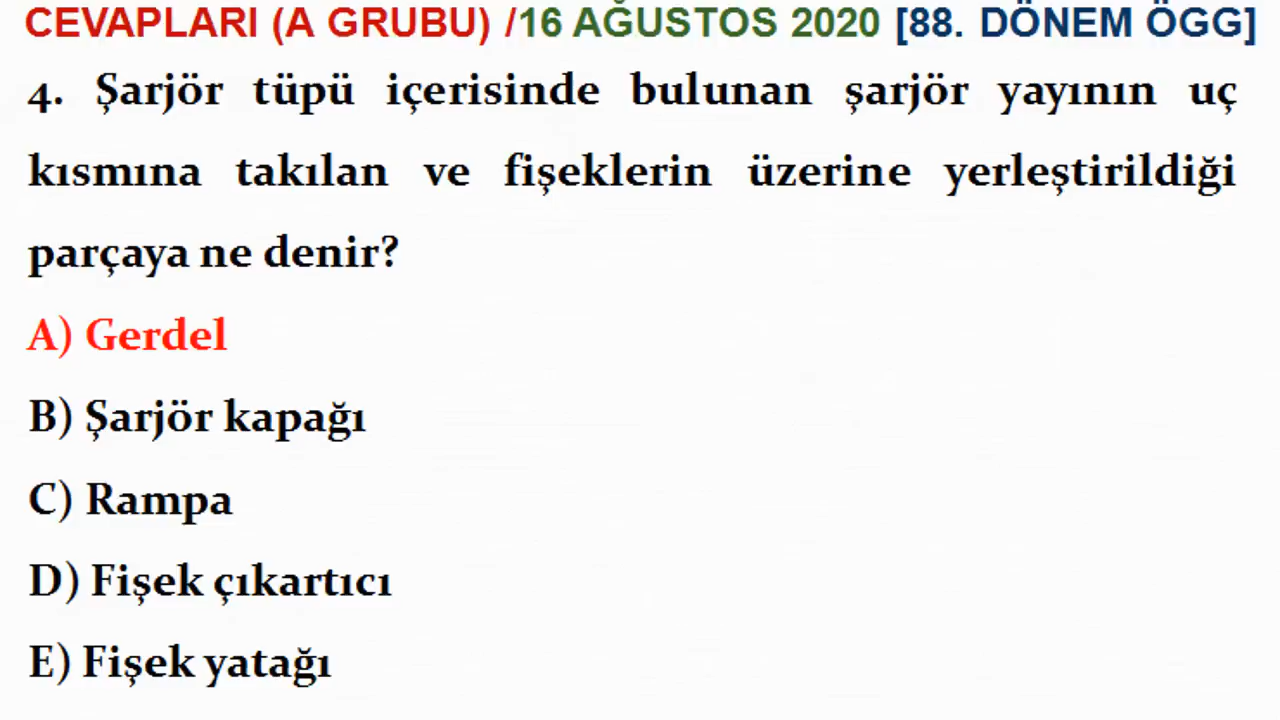 CEVAPLARI (A GRUBU) /16 AĞUSTOS 2020 [88. DÖNEM ÖGG]
4. Şarjör tüpü içerisinde bulunan şarjör yayının uç
kısmına takılan ve fişeklerin üzerine yerleştirildiği
parçaya ne denir?
A) Gerdel
B) Şarjör kapağı
C) Rampa
D) Fişek çıkartıcı
E) Fişek yatağı